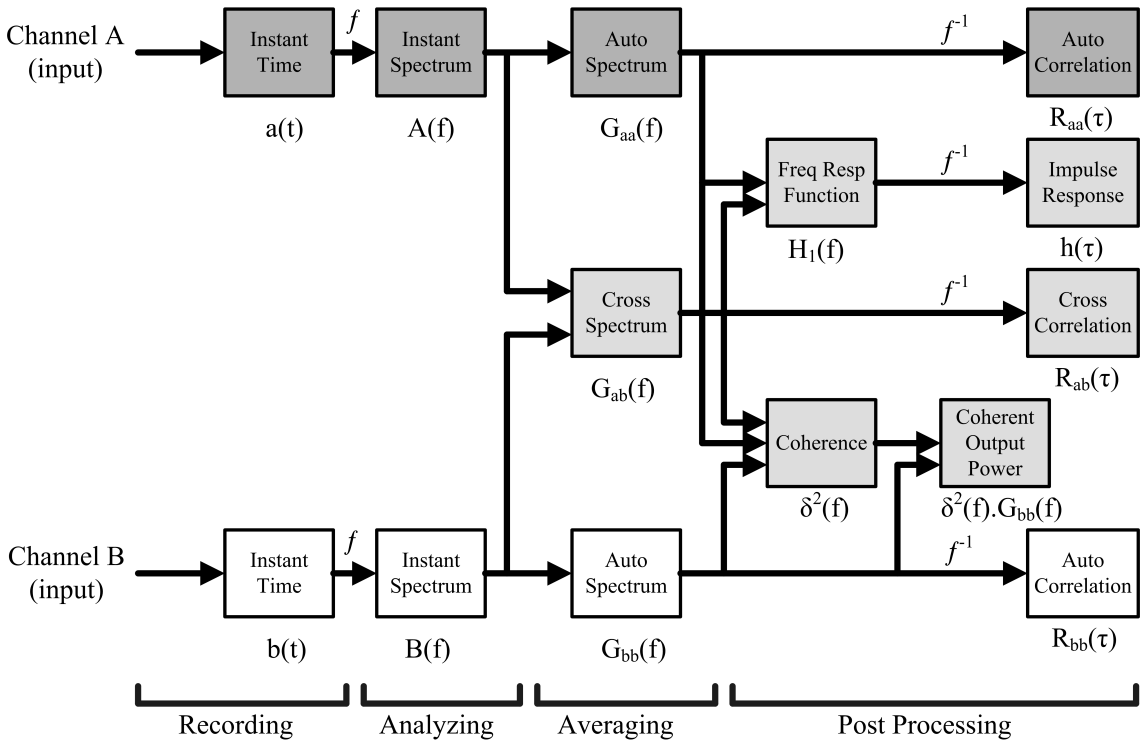 Channel A
(input)
f
Instant
Time
a(t)
Instant
Spectrum
A(f)
Auto
Spectrum
Gaa(f)
f-1
Auto
Correlation
Raa(τ)
Freq Resp
Function
H1(f)
f-1
Impulse
Response
h(τ)
Cross
Spectrum
Gab(f)
f-1
Cross
Correlation
Rab(τ)
Coherence
δ2(f)
Coherent
Output
Power
δ2(f).Gbb(f)
Channel B
(input)
f
Instant
Time
b(t)
Instant
Spectrum
B(f)
Auto
Spectrum
Gbb(f)
f-1
Auto
Correlation
Rbb(τ)
Recording
Analyzing
Averaging
Post Processing